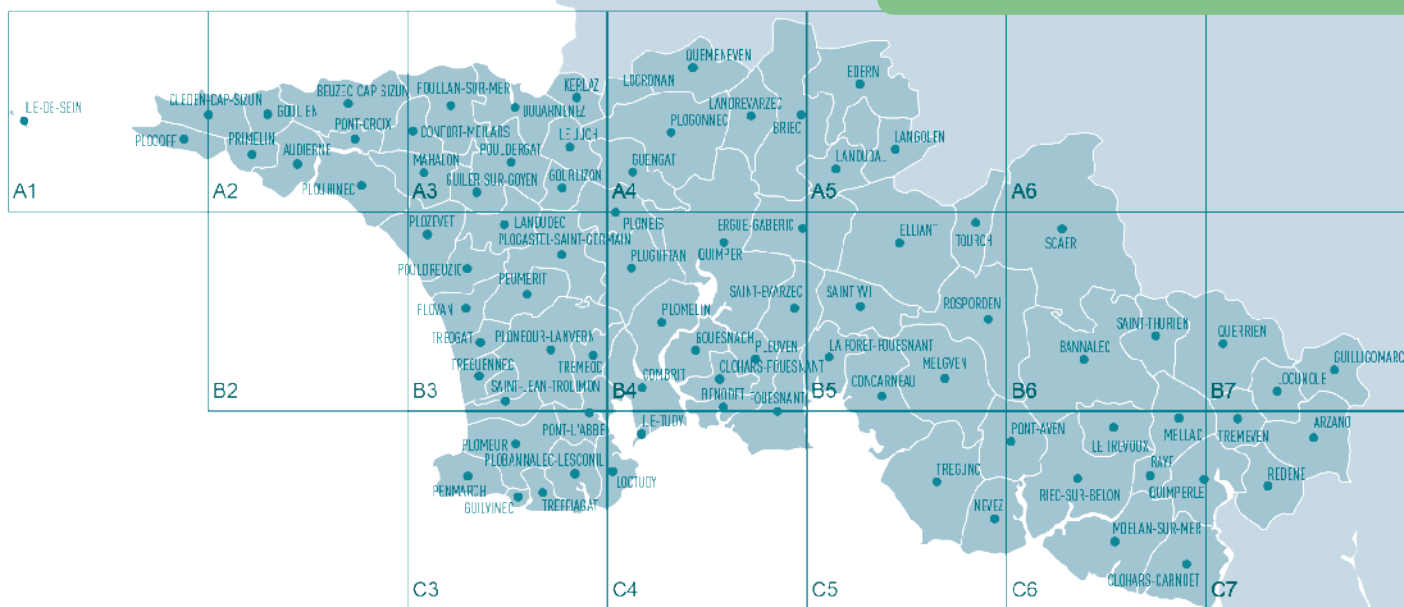 QUEMENEVEN
LOCRONAN
EDERN
KERLAZ
BEUZEC CAP SIZUN
CLEDEN-CAP-SIZUN
ILE-DE-SEIN
GOULIEN
DOUARNENEZ
LANDREVARZEC
BRIEC
PLOGONNEC
PONT-CROIX
CONFORT-MEILARS
LE JUCH
PLOGOFF
PRIMELIN
POULDERGAT
LANGOLEN
AUDIERNE
MAHALON
GUENGAT
LANDUDAL
GUILER-SUR-GOYEN
GOURLIZON
PLOUHINEC
A1
A2
A3
A4
A5
A6
PLOZEVET
LANDUDEC
PLONEIS
ERGUE-GABERIC
ELLIANT
TOURCH
SCAER
PLOGASTEL-SAINT-GERMAIN
QUIMPER
PLUGUFFAN
POULDREUZIC
PEUMERIT
SAINT-EVARZEC
SAINT YVI
ROSPORDEN
PLOVAN
PLOMELIN
SAINT-THURIEN
QUERRIEN
TREOGAT
PLONEOUR-LANVERN
GOUESNACH
PLEUVEN
LA FORET-FOUESNANT
BANNALEC
GUILLIGOMARC
TREGUENNEC
TREMEOC
CLOHARS-FOUESNANT
MELGVEN
SAINT-JEAN-TROLIMON
COMBRIT
CONCARNEAU
LOCUNOLE
B2
B3
B4
B5
B6
B7
BENODET
FOUESNANT
PONT-L'ABBE
ILE-TUDY
PONT-AVEN
MELLAC
TREMEVEN
ARZANO
PLOMEUR
LE TREVOUX
PLOBANNALEC-LESCONIL
TREGUNC
BAYE
REDENE
PENMARCH
LOCTUDY
RIEC-SUR-BELON
QUIMPERLE
GUILVINEC
TREFFIAGAT
NEVEZ
MOELAN-SUR-MER
CLOHARS-CARNOET
C3
C4
C5
C6
C7